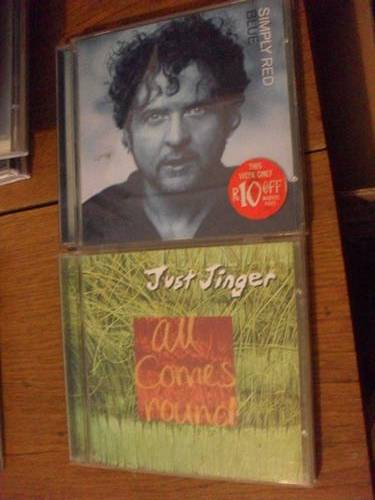 SIMPLY RED
BLUE
THIS
WEEK ONLY
R10 OFF
Just Jinger
all
Comes
round